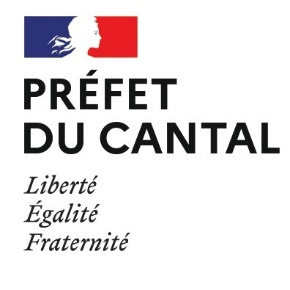 PRÉFET
DU CANTAL
Liberté
Égalité
Fraternité